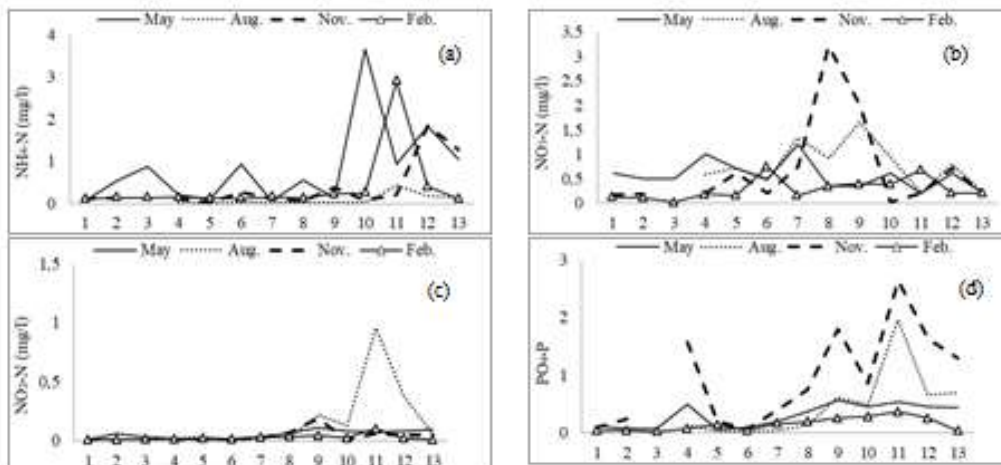 May Aug. Nov. Feb.
(a)
NH₄-N (mg/l)
4
3
2
1
0
1 2 3 4 5 6 7 8 9 10 11 12 13
May Aug. Nov. Feb.
(b)
NO₃-N (mg/l)
3.5
3
2.5
2
1.5
1
0.5
0
1 2 3 4 5 6 7 8 9 10 11 12 13
May Aug. Nov. Feb.
(c)
NO₂-N (mg/l)
1,5
1
0,5
0
1 2 3 4 5 6 7 8 9 10 11 12 13
May Aug. Nov. Feb.
(d)
PO₄-P
3
2
1
0
1 2 3 4 5 6 7 8 9 10 11 12 13